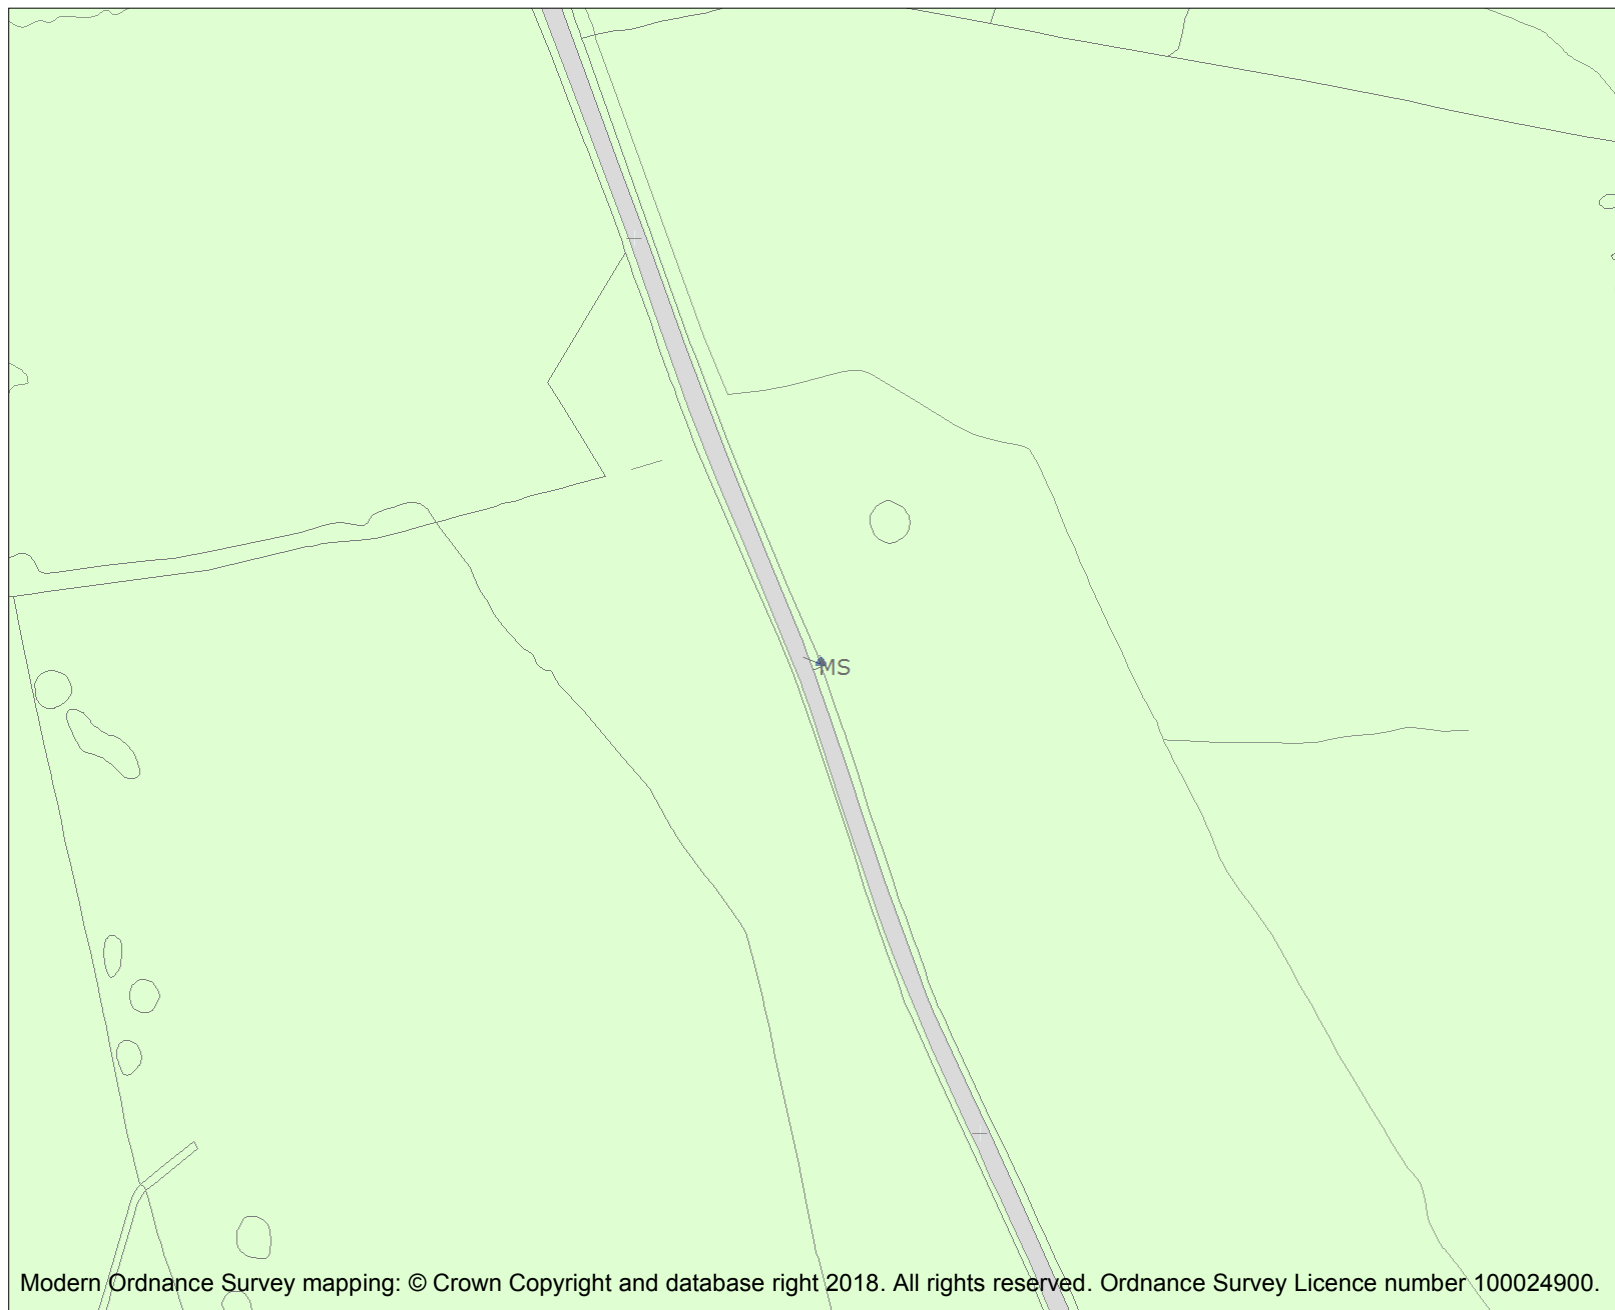 MS
Modern Ordnance Survey mapping: © Crown Copyright and database right 2018. All rights reserved. Ordnance Survey Licence number 100024900.